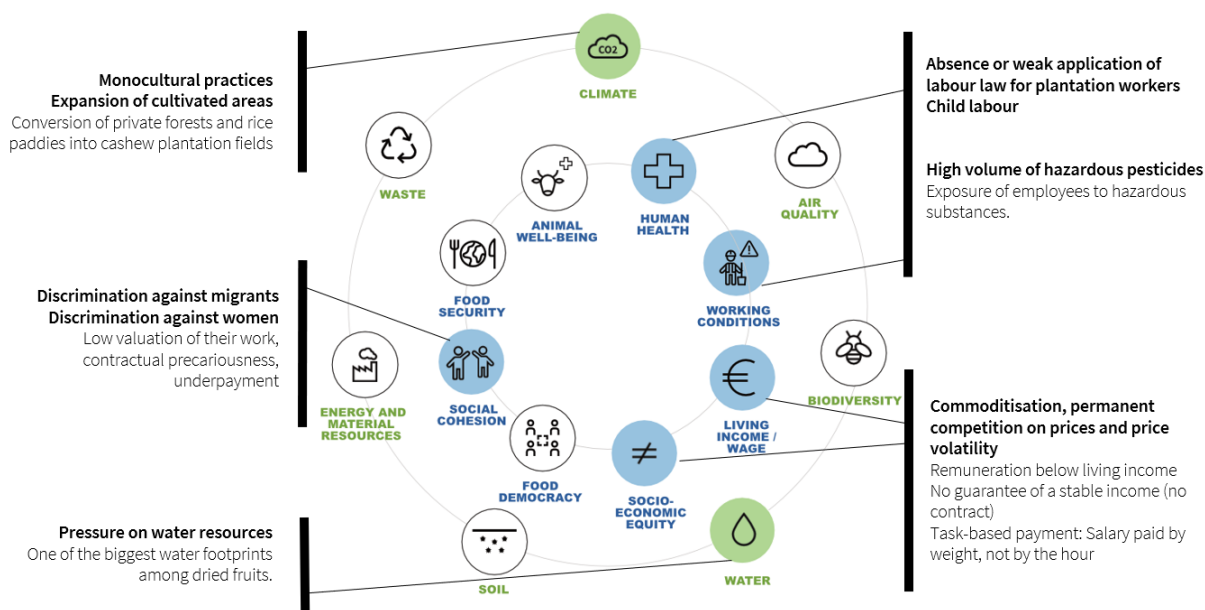 Monocultural practices
Expansion of cultivated areas
Conversion of private forests and rice
paddies into cashew plantation fields
Discrimination against migrants
Discrimination against women
Low valuation of their work,
contractual precariousness,
underpayment
Pressure on water resources
One of the biggest water footprints
among dried fruits.
CO2
CLIMATE
WASTE
AIR
QUALITY
ANIMAL
WELL-BEING
HUMAN
HEALTH
FOOD
SECURITY
WORKING
CONDITIONS
ENERGY AND
MATERIAL
RESOURCES
SOCIAL
COHESION
LIVING
INCOME /
WAGE
BIODIVERSITY
FOOD
DEMOCRACY
SOCIO-
ECONOMIC
EQUITY
SOIL
WATER
Absence or weak application of
labour law for plantation workers
Child labour
High volume of hazardous pesticides
Exposure of employees to hazardous
substances.
Commoditisation, permanent
competition on prices and price
volatility
Remuneration below living income
No guarantee of a stable income (no
contract)
Task-based payment: Salary paid by
weight, not by the hour